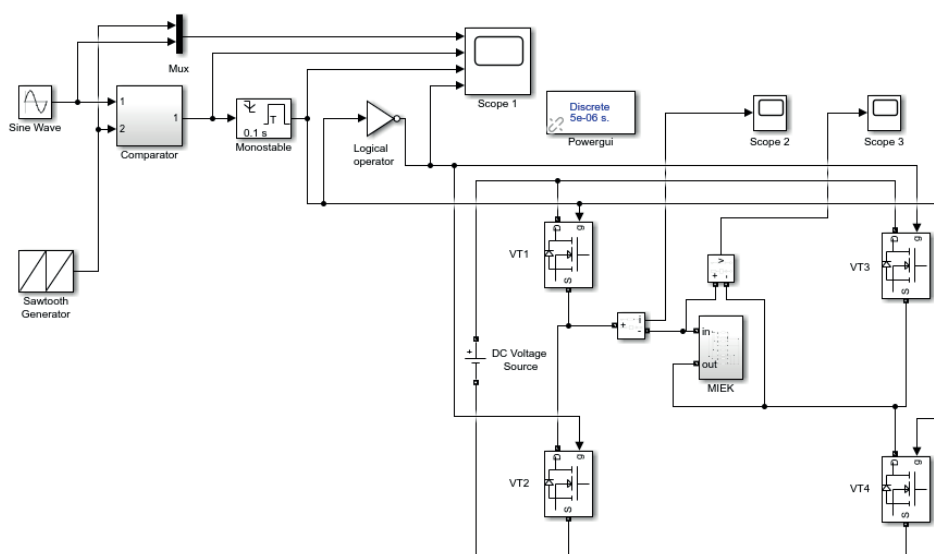 Mux
Scope 1
Sine Wave
1
2
1
Comparator
T
0.1 s
Monostable
Logical
operator
Discrete
5e-06 s.
Powergui
Scope 2
Scope 3
Sawtooth
Generator
VT1
D
g
S
VT3
D
g
S
v
+ -
+
i
-
in
out
MIEK
+
DC Voltage
Source
VT2
D
g
S
VT4
D
g
S